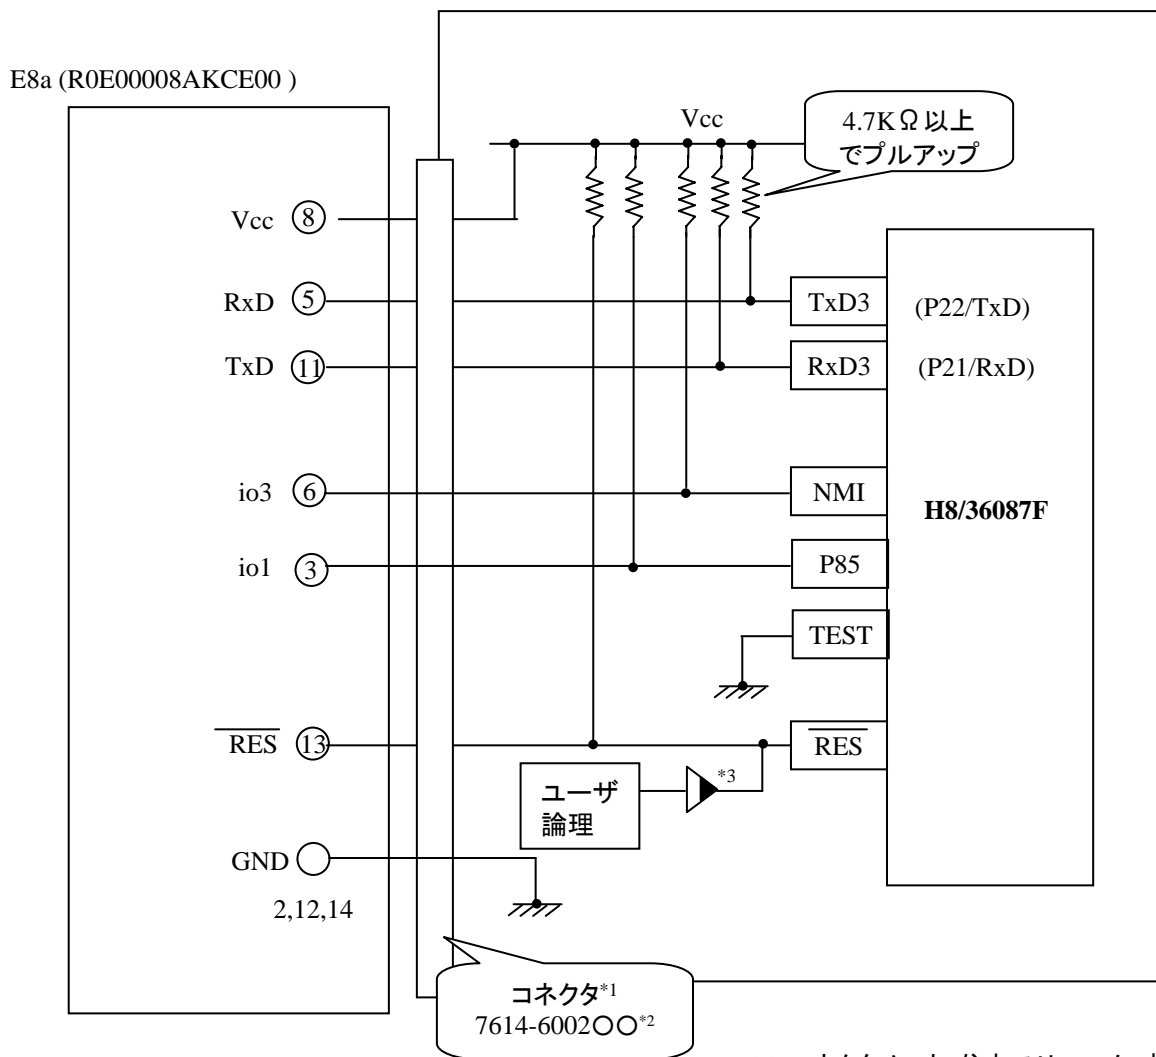 E8a (R0E00008AKCE00 )
Vcc
4.7KΩ以上
でプルアップ
Vcc ⑧
RxD ⑤
TxD3
(P22/TxD)
TxD ⑪
RxD3
(P21/RxD)
io3 ⑥
NMI
H8/36087F
io1 ③
P85
TEST
RES ⑬
RES
*3
ユーザ
論理
GND ○
2,12,14
コネクタ*1
7614-6002〇〇*2